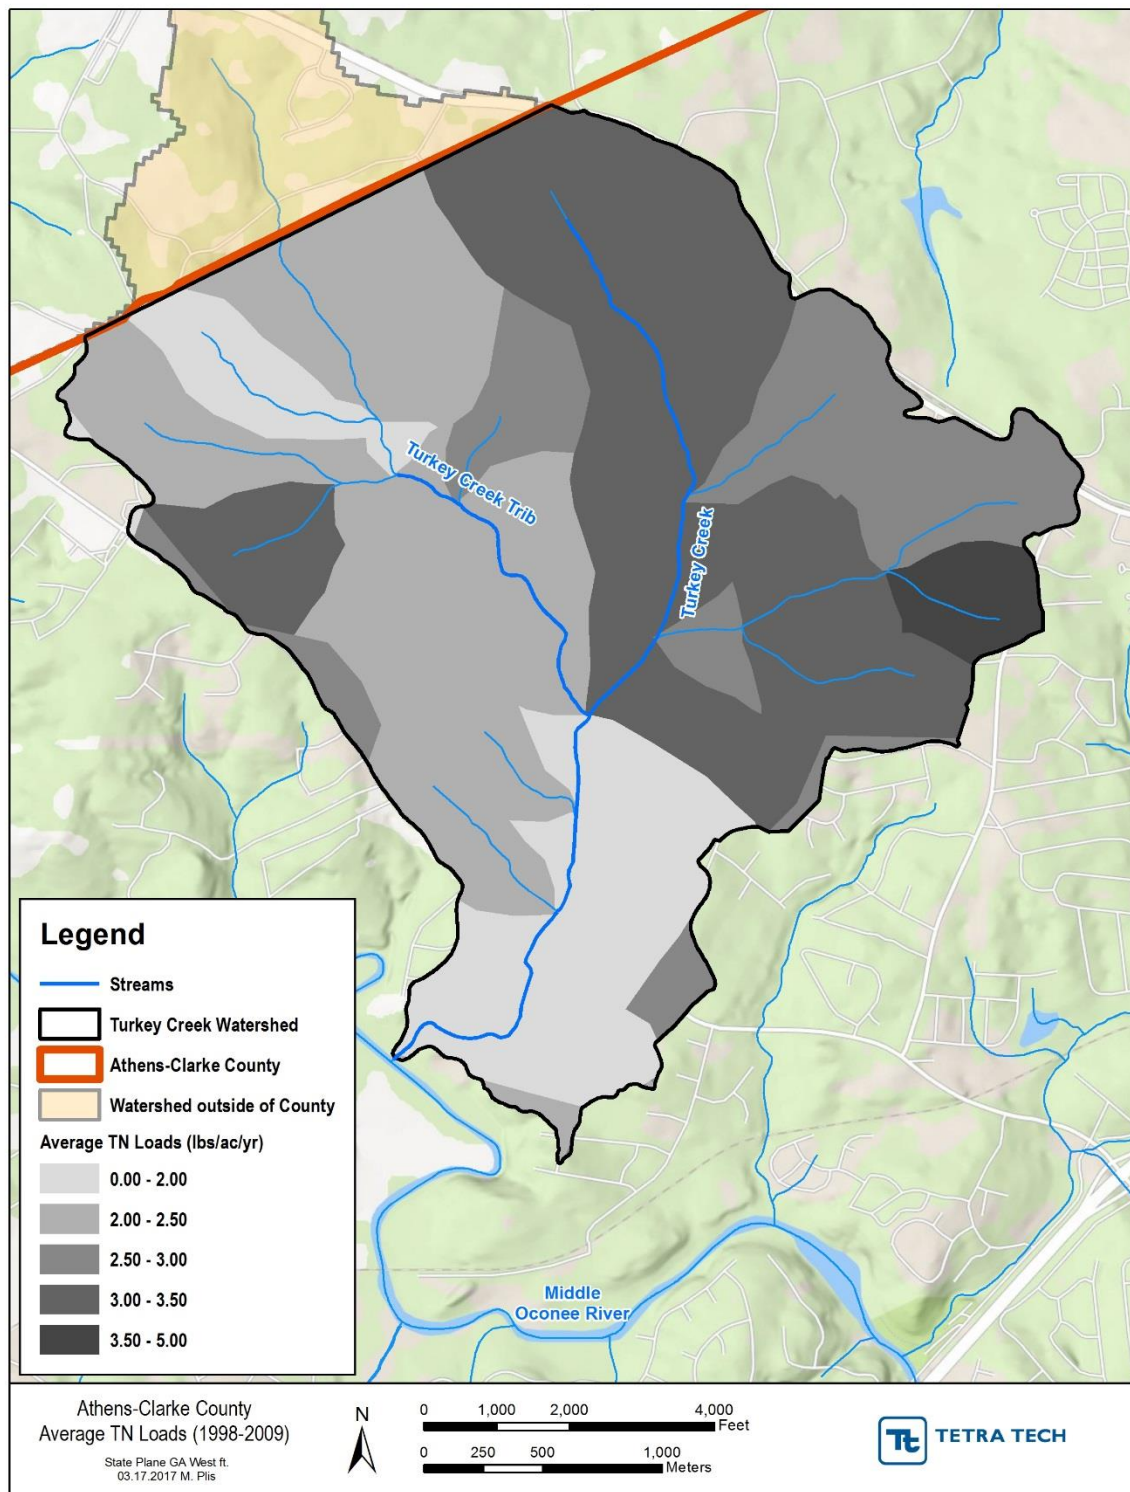 Turkey Creek Trib
Turkey Creek
Legend
Streams
Turkey Creek Watershed
Athens-Clarke County
Watershed outside of County
Average TN Loads (lbs/ac/yr)
0.00 - 2.00
2.00 - 2.50
2.50 - 3.00
3.00 - 3.50
3.50 - 5.00
Middle
Oconee River
Athens-Clarke County
Average TN Loads (1998-2009)
State Plane GA West ft.
03.17.2017 M. Plis
N
0 1,000 2,000 4,000
Feet
0 250 500 1,000
Meters
Tt TETRA TECH